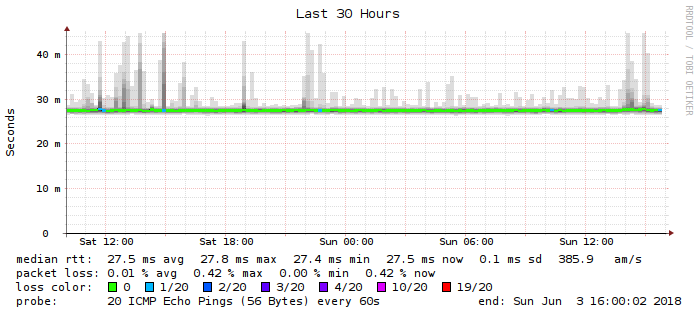 Last 30 Hours
RRDTOOL / TOBI OETIKER
Seconds
40 m
30 m
20 m
10 m
0
Sat 12:00 Sat 18:00 Sun 00:00 Sun 06:00 Sun 12:00
median rtt: 27.5 ms avg 27.8 ms max 27.4 ms min 27.5 ms now 0.1 ms sd 385.9 am/s
packet loss: 0.01 % avg 0.42 % max 0.00 % min 0.42 % now
loss color: 0 1/20 2/20 3/20 4/20 10/20 19/20
probe: 20 ICMP Echo Pings (56 Bytes) every 60s end: Sun Jun 3 16:00:02 2018